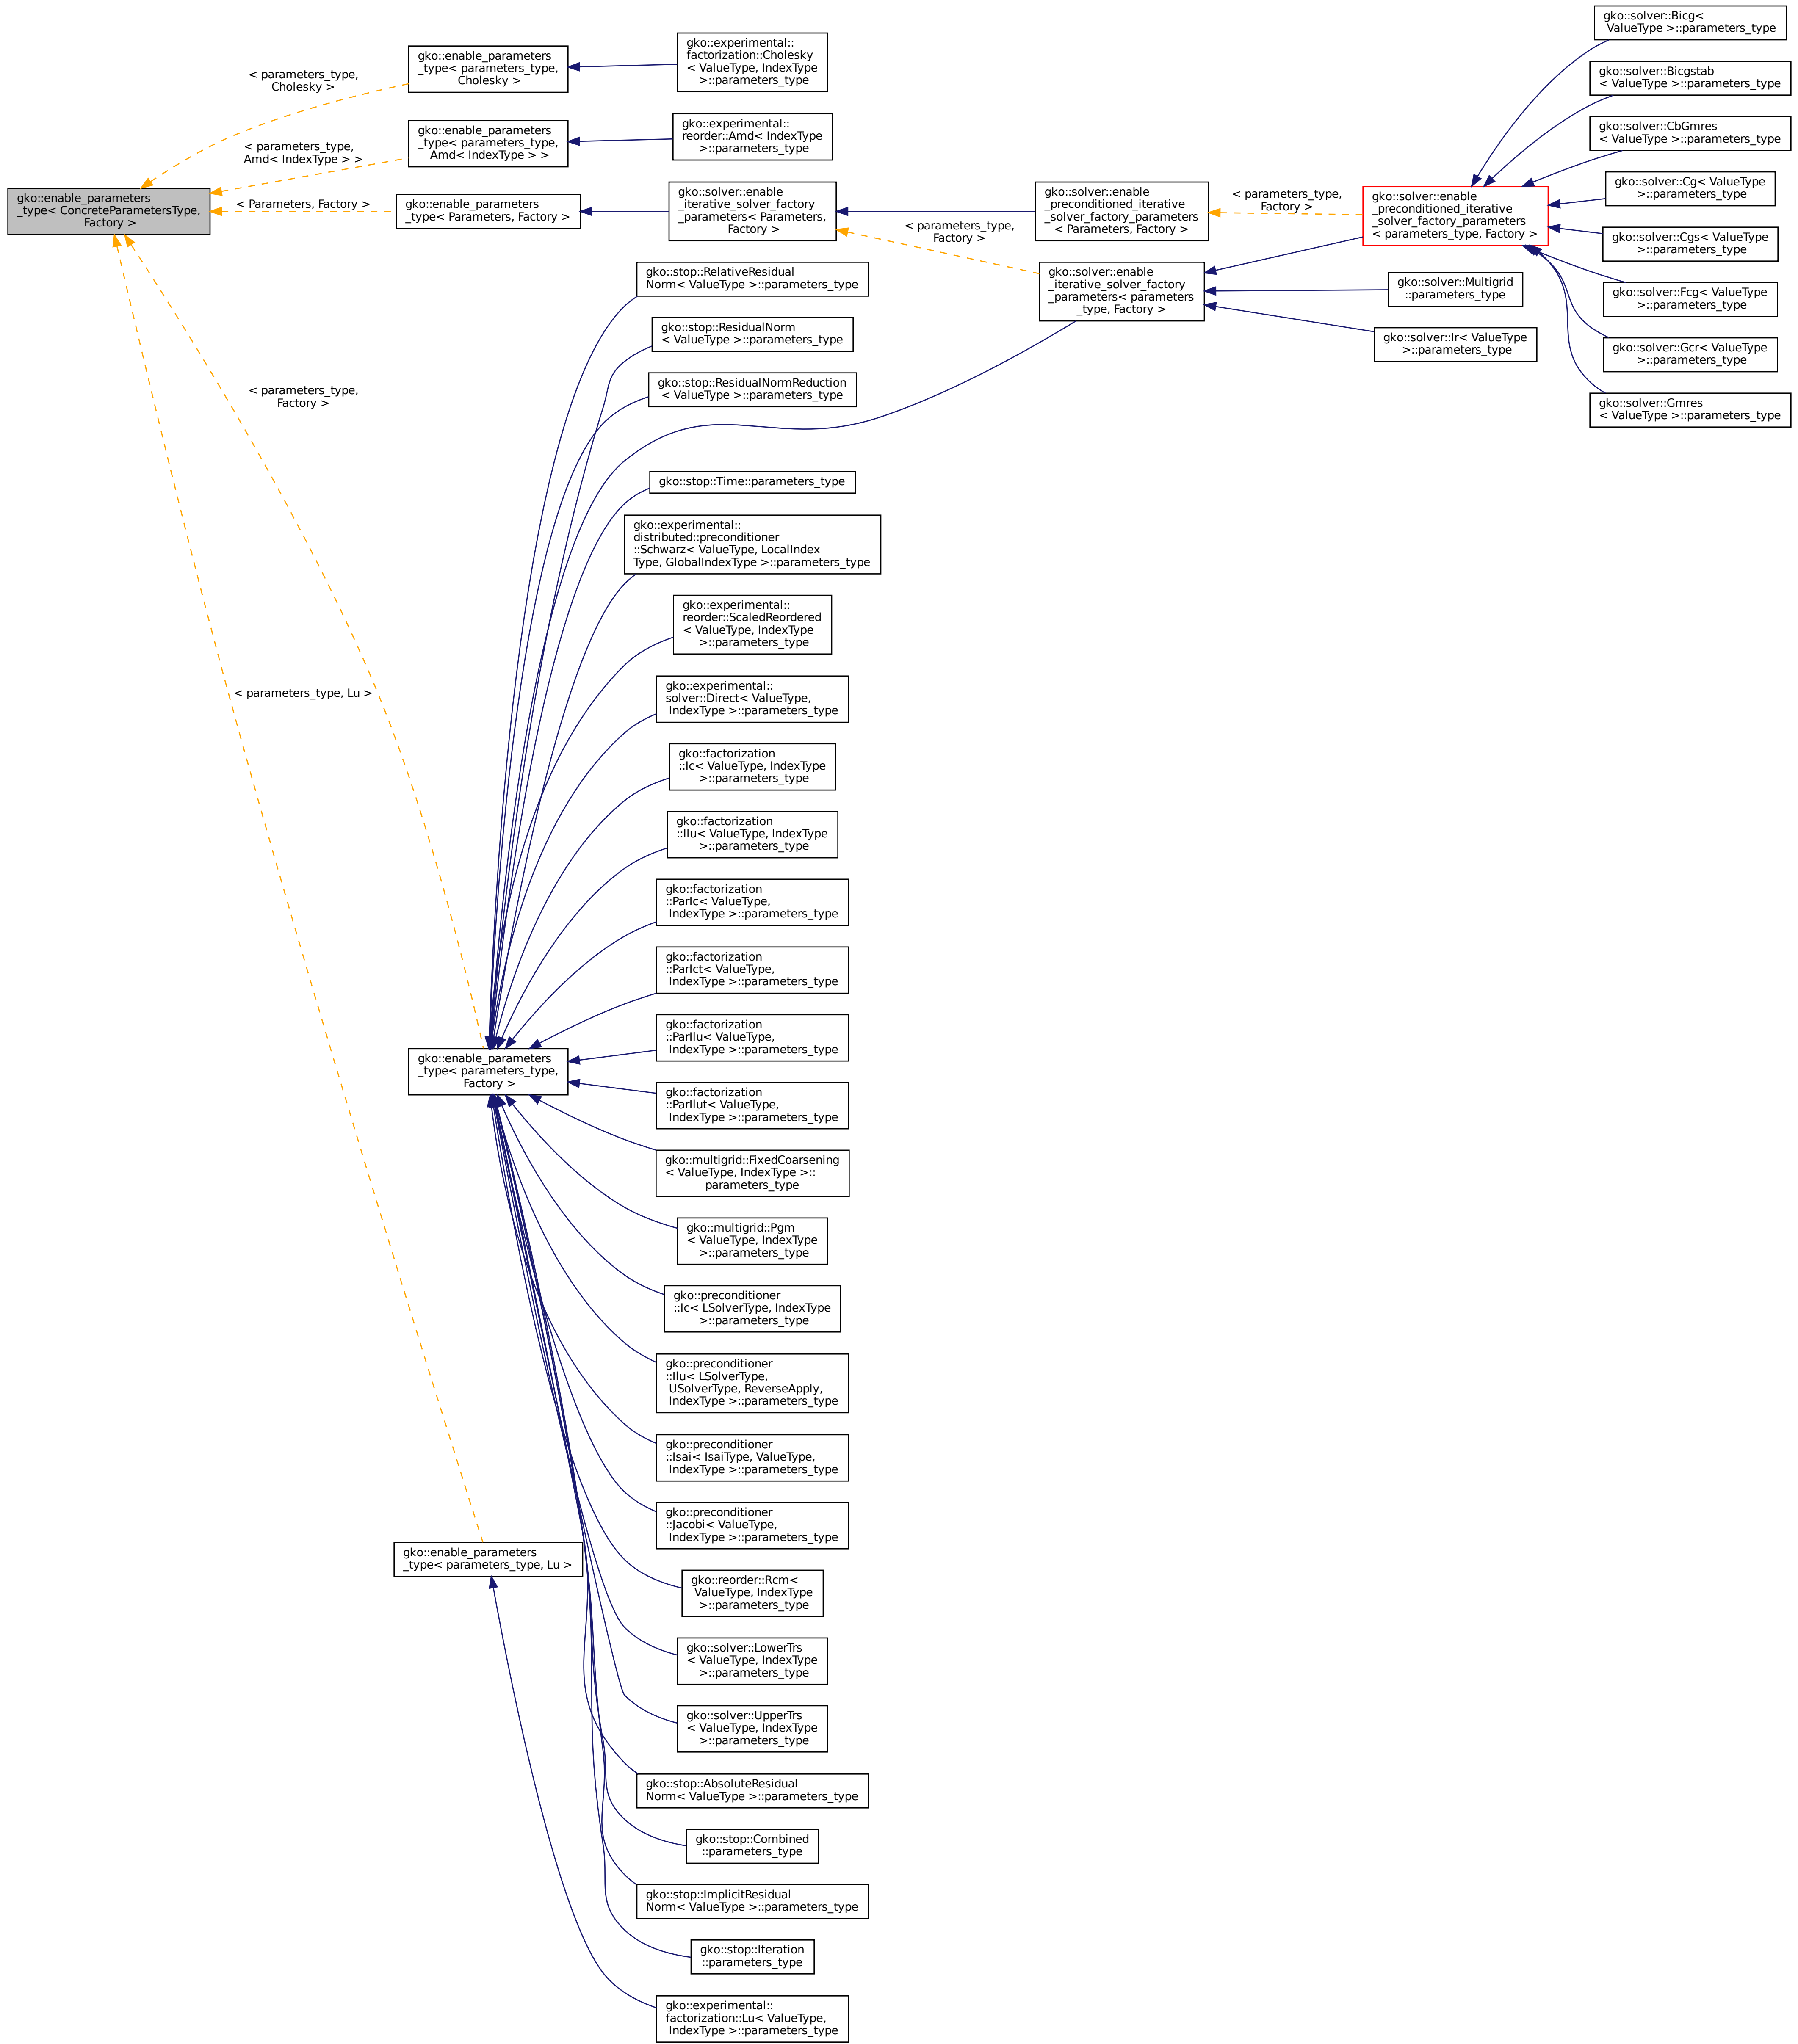 gko::enable_parameters
_type< ConcreteParametersType,
Factory >
< parameters_type,
Cholesky >
< parameters_type,
Amd< IndexType > >
< Parameters, Factory >
< parameters_type,
Factory >
< parameters_type, Lu >
gko::enable_parameters
_type< parameters_type,
Cholesky >
gko::enable_parameters
_type< parameters_type,
Amd< IndexType > >
gko::enable_parameters
_type< Parameters, Factory >
gko::enable_parameters
_type< parameters_type,
Factory >
gko::enable_parameters
_type< parameters_type, Lu >
gko::experimental::
factorization::Cholesky
< ValueType, IndexType
>::parameters_type
gko::experimental::
reorder::Amd< IndexType
>::parameters_type
gko::solver::enable
_iterative_solver_factory
_parameters< Parameters,
Factory >
gko::stop::RelativeResidual
Norm< ValueType >::parameters_type
gko::stop::ResidualNorm
< ValueType >::parameters_type
gko::stop::ResidualNormReduction
< ValueType >::parameters_type
gko::stop::Time::parameters_type
gko::experimental::
distributed::preconditioner
::Schwarz< ValueType, LocalIndex
Type, GlobalIndexType >::parameters_type
gko::experimental::
reorder::ScaledReordered
< ValueType, IndexType
>::parameters_type
gko::experimental::
solver::Direct< ValueType,
IndexType >::parameters_type
gko::factorization
::Ic< ValueType, IndexType
>::parameters_type
gko::factorization
::Ilu< ValueType, IndexType
>::parameters_type
gko::factorization
::ParIc< ValueType,
IndexType >::parameters_type
gko::factorization
::ParIct< ValueType,
IndexType >::parameters_type
gko::factorization
::ParIlu< ValueType,
IndexType >::parameters_type
gko::factorization
::ParIlut< ValueType,
IndexType >::parameters_type
gko::multigrid::FixedCoarsening
< ValueType, IndexType >::
parameters_type
gko::multigrid::Pgm
< ValueType, IndexType
>::parameters_type
gko::preconditioner
::Ic< LSolverType, IndexType
>::parameters_type
gko::preconditioner
::Ilu< LSolverType,
USolverType, ReverseApply,
IndexType >::parameters_type
gko::preconditioner
::Isai< IsaiType, ValueType,
IndexType >::parameters_type
gko::preconditioner
::Jacobi< ValueType,
IndexType >::parameters_type
gko::reorder::Rcm<
ValueType, IndexType
>::parameters_type
gko::solver::LowerTrs
< ValueType, IndexType
>::parameters_type
gko::solver::UpperTrs
< ValueType, IndexType
>::parameters_type
gko::stop::AbsoluteResidual
Norm< ValueType >::parameters_type
gko::stop::Combined
::parameters_type
gko::stop::ImplicitResidual
Norm< ValueType >::parameters_type
gko::stop::Iteration
::parameters_type
gko::experimental::
factorization::Lu< ValueType,
IndexType >::parameters_type
< parameters_type,
Factory >
gko::solver::enable
_preconditioned_iterative
_solver_factory_parameters
< Parameters, Factory >
gko::solver::enable
_iterative_solver_factory
_parameters< parameters
_type, Factory >
< parameters_type,
Factory >
gko::solver::enable
_preconditioned_iterative
_solver_factory_parameters
< parameters_type, Factory >
gko::solver::Multigrid
::parameters_type
gko::solver::Ir< ValueType
>::parameters_type
gko::solver::Bicg<
ValueType >::parameters_type
gko::solver::Bicgstab
< ValueType >::parameters_type
gko::solver::CbGmres
< ValueType >::parameters_type
gko::solver::Cg< ValueType
>::parameters_type
gko::solver::Cgs< ValueType
>::parameters_type
gko::solver::Fcg< ValueType
>::parameters_type
gko::solver::Gcr< ValueType
>::parameters_type
gko::solver::Gmres
< ValueType >::parameters_type